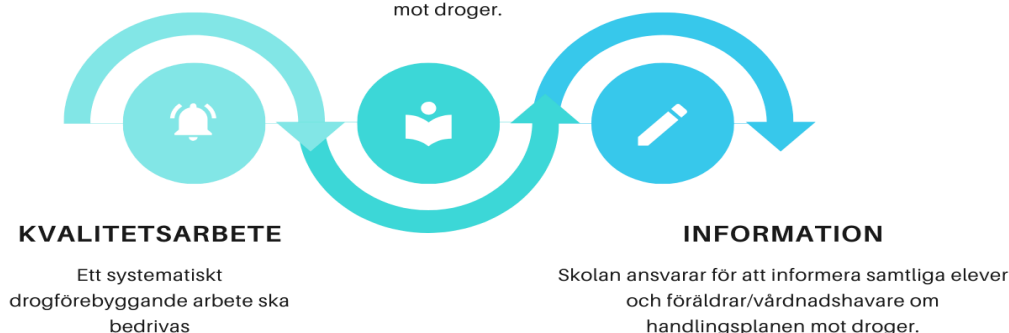 mot droger.
KVALITETSARBETE
Ett systematiskt
drogförebyggande arbete ska
bedrivas
INFORMATION
Skolan ansvarar för att informera samtliga elever
och föräldrar/vårdnadshavare om
handlingsplanen mot droger.